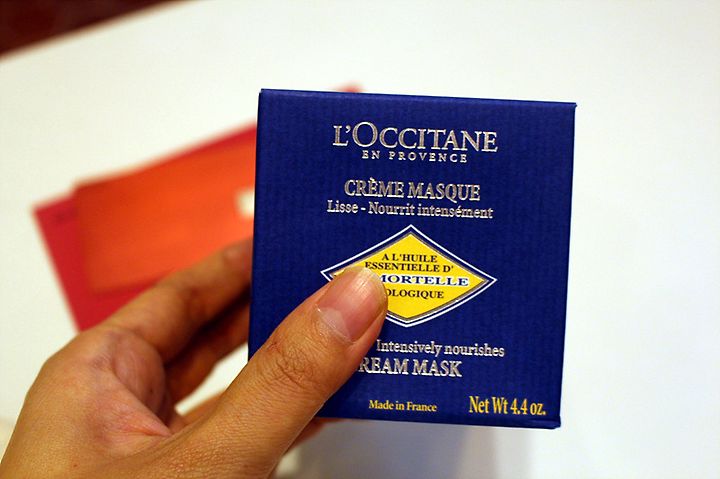 L'OCCITANE
EN PROVENCE
CRÈME MASQUE
Lisse - Nourrit intensément
A L'HUILE
ESSENTIELLE D'
MORTELLE
OLOGIQUE
Intensively nourishes
REAM MASK
Made in France
Net Wt 4.4 oz.